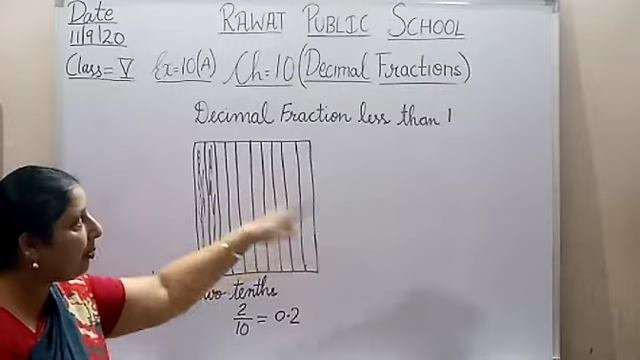 Date
11/9/20
RAWAT PUBLIC SCHOOL
Class=V Ex=10(A) Ch=10(Decimal Fractions)
Decimal Fraction less than 1
tenths
2/10 = 0.2